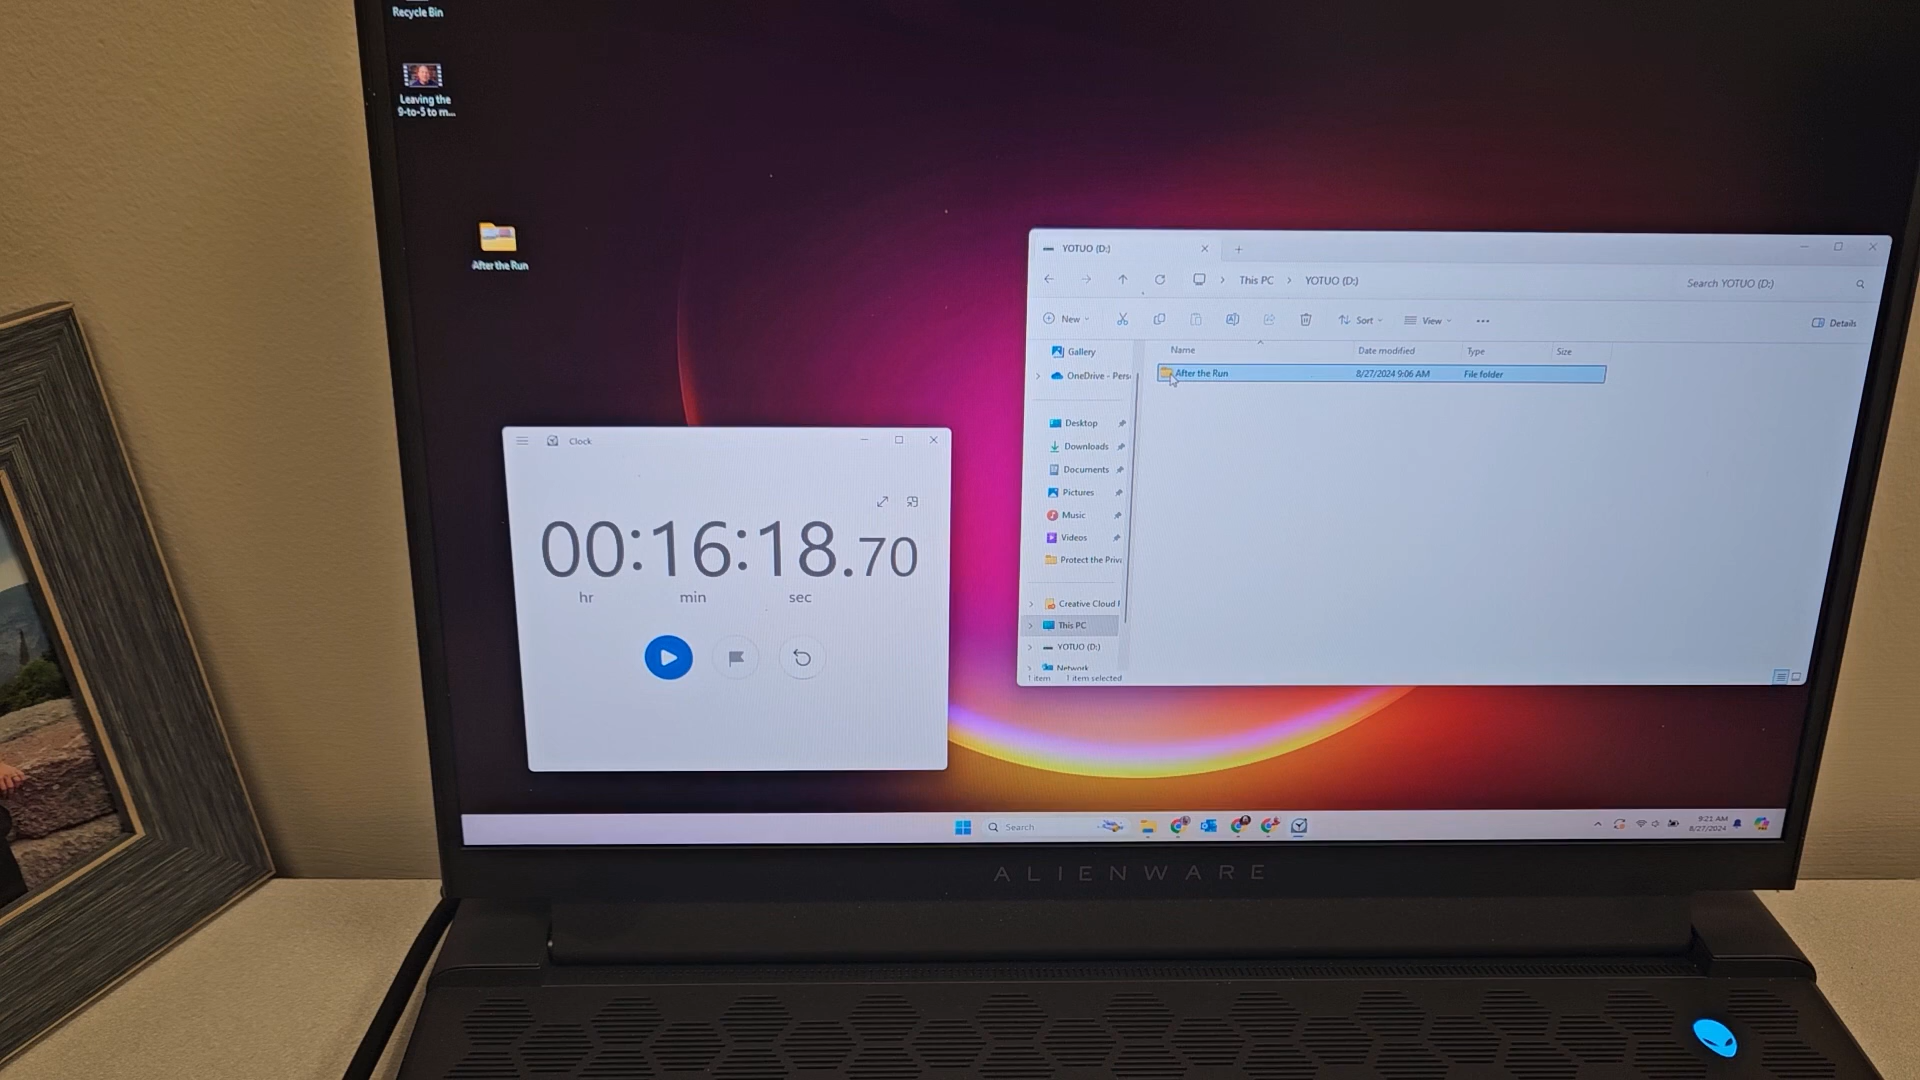 Recycle Bin
Leaving the
9-to-5 to m...
After the Run
YOTUO (D:)
This PC
YOTUO (D:)
Search YOTUO (D:)
New
Sort
View
Details
Name
Date modified
Type
Size
After the Run
8/27/2024 9:06 AM
File folder
Gallery
OneDrive - Pers
Desktop
Downloads
Documents
Pictures
Music
Videos
Protect the Priv
Creative Cloud F
This PC
YOTUO (D:)
Network
1 item
1 item selected
Clock
00:16:18.70
hr
min
sec
Search
9:21 AM
8/27/2024
ALIENWARE